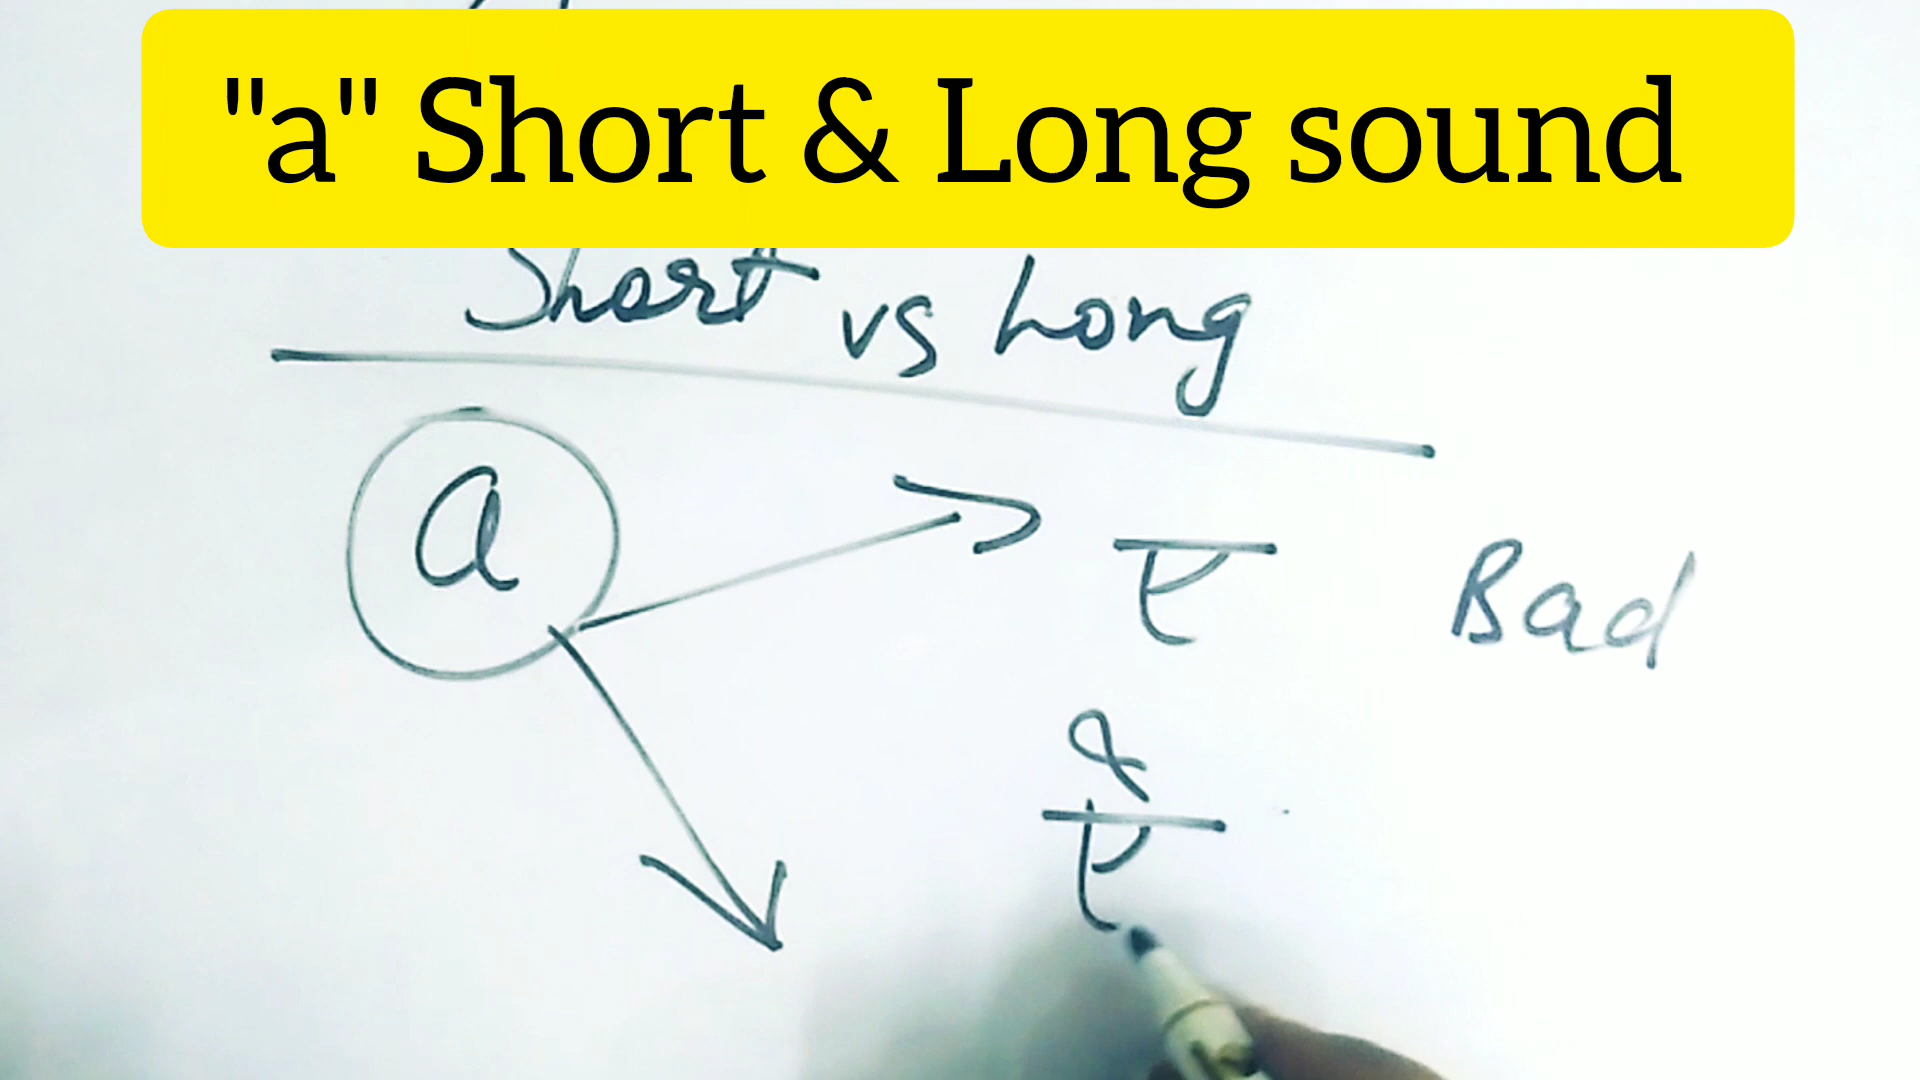 "a" Short & Long sound
Short vs Long
a
ए Bad